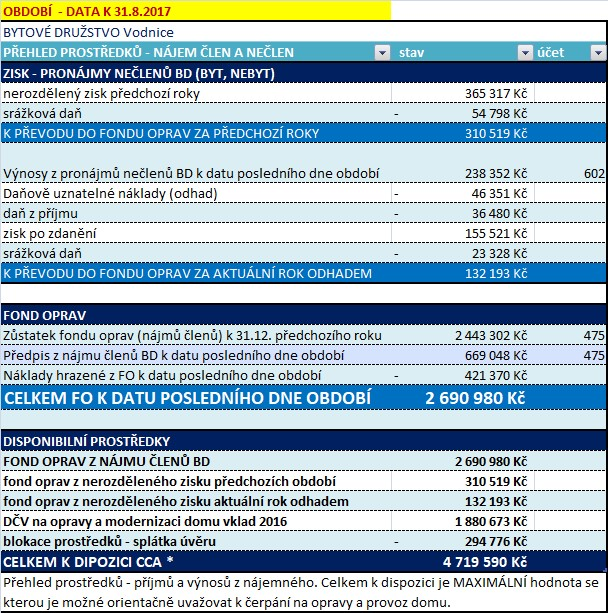 OBDOBÍ - DATA K 31.8.2017
BYTOVÉ DRUŽSTVO Vodnice
PŘEHLED PROSTŘEDKŮ - NÁJEM ČLEN A NEČLEN stav účet
ZISK - PRONÁJMY NEČLENŮ BD (BYT, NEBYT)
nerozdělený zisk předchozí roky 365 317 Kč
srážková daň - 54 798 Kč
K PŘEVODU DO FONDU OPRAV ZA PŘEDCHOZÍ ROKY 310 519 Kč
Výnosy z pronájmů nečlenů BD k datu posledního dne období 238 352 Kč 602
Daňově uznatelné náklady (odhad) - 46 351 Kč
daň z příjmu - 36 480 Kč
zisk po zdanění 155 521 Kč
srážková daň - 23 328 Kč
K PŘEVODU DO FONDU OPRAV ZA AKTUÁLNÍ ROK ODHADEM 132 193 Kč
FOND OPRAV
Zůstatek fondu oprav (nájmů členů) k 31.12. předchozího roku 2 443 302 Kč 475
Předpis z nájmu členů BD k datu posledního dne období 669 048 Kč 475
Náklady hrazené z FO k datu posledního dne období - 421 370 Kč
CELKEM FO K DATU POSLEDNÍHO DNE OBDOBÍ 2 690 980 Kč
DISPONIBILNÍ PROSTŘEDKY
FOND OPRAV Z NÁJMU ČLENŮ BD 2 690 980 Kč
fond oprav z nerozděleného zisku předchozích období 310 519 Kč
fond oprav z nerozděleného zisku aktuální rok odhadem 132 193 Kč
DČV na opravy a modernizaci domu vklad 2016 1 880 673 Kč
blokace prostředků - splátka úvěru - 294 776 Kč
CELKEM K DIPOZICI CCA * 4 719 590 Kč
Přehled prostředků - příjmů a výnosů z nájemného. Celkem k dispozici je MAXIMÁLNÍ hodnota se
kterou je možné orientačně uvažovat k čerpání na opravy a provoz domu.